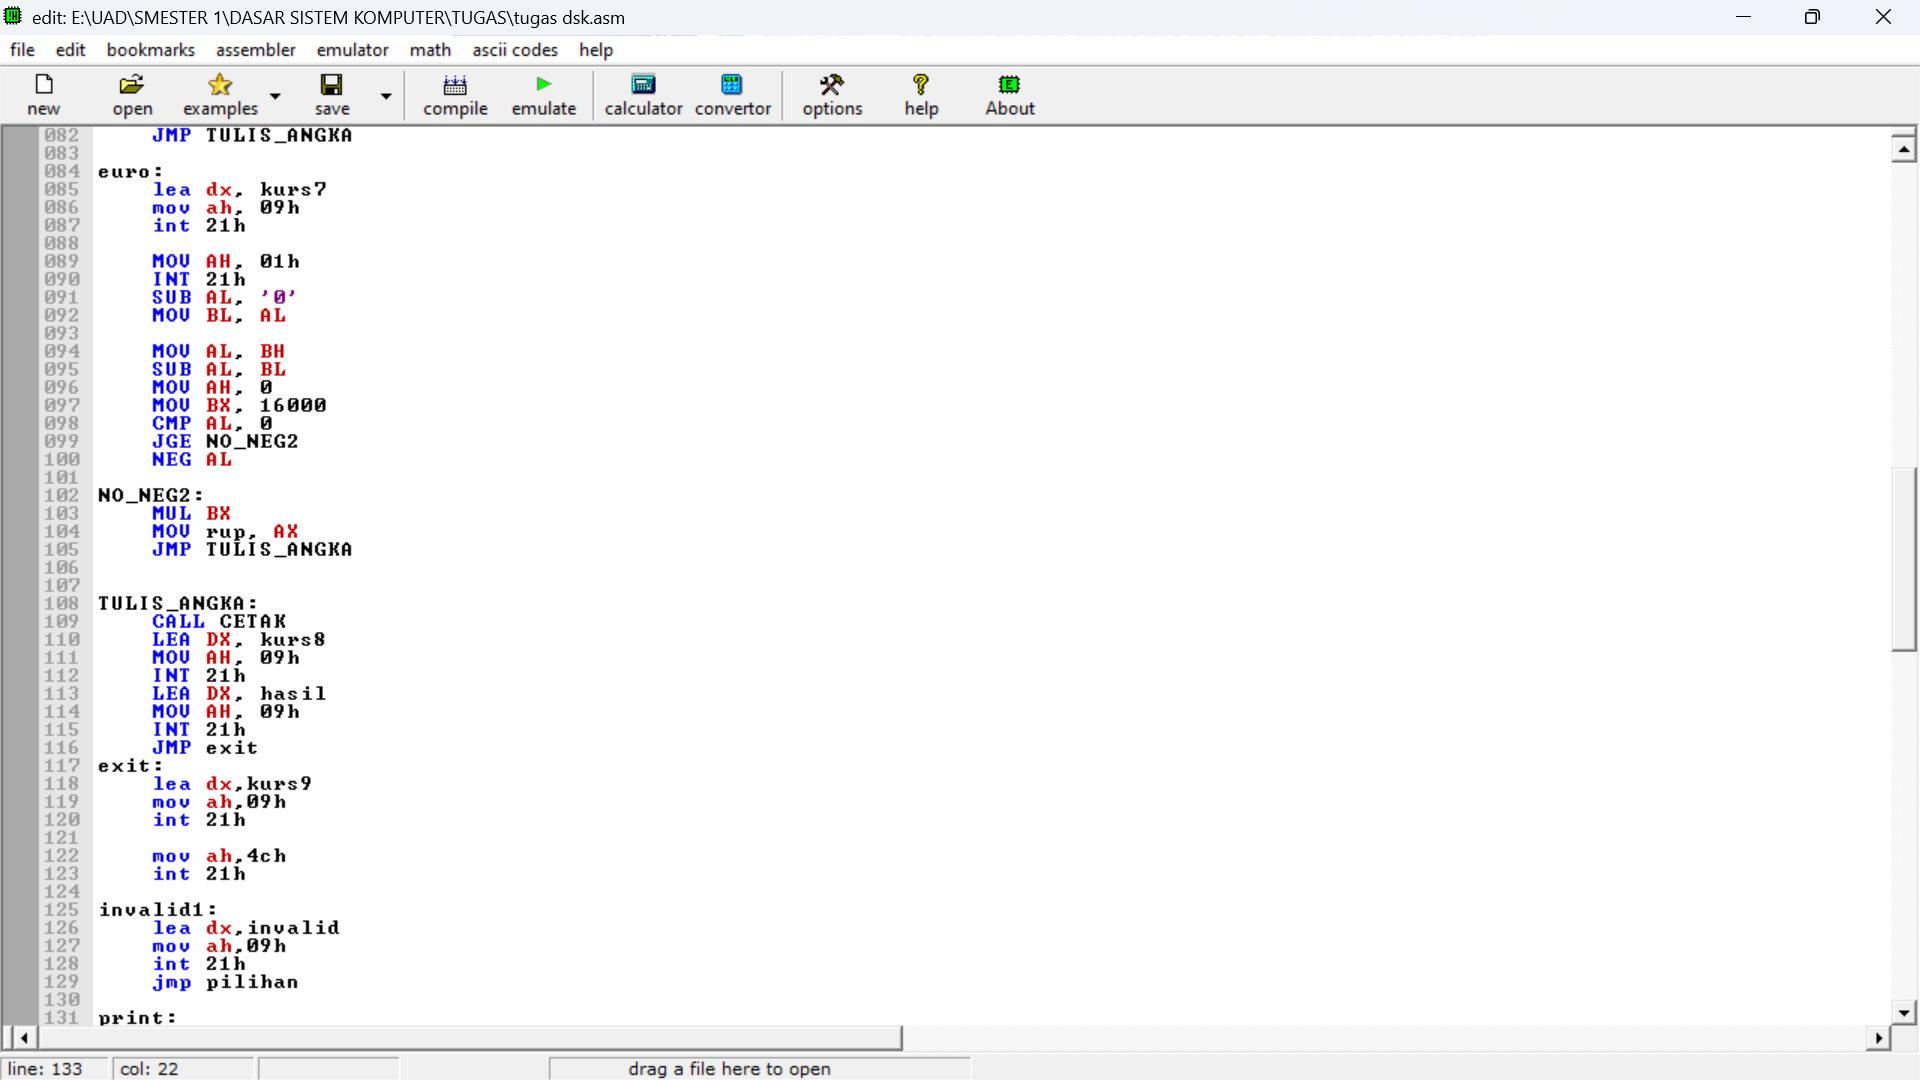 edit: E:\UAD\SMESTER 1\DASAR SISTEM KOMPUTER\TUGAS\tugas dsk.asm
file edit bookmarks assembler emulator math ascii codes help
new open examples save compile emulate calculator convertor options help About
082 JMP TULIS_ANGKA
083
084 euro:
085 lea dx, kurs7
086 mov ah, 09h
087 int 21h
088
089 MOV AH, 01h
090 INT 21h
091 SUB AL, '0'
092 MOV BL, AL
093
094 MOV AL, BH
095 SUB AL, BL
096 MOV AH, 0
097 MOV BX, 16000
098 CMP AL, 0
099 JGE NO_NEG2
100 NEG AL
101
102 NO_NEG2:
103 MUL BX
104 MOV rup, AX
105 JMP TULIS_ANGKA
106
107
108 TULIS_ANGKA:
109 CALL CETAK
110 LEA DX, kurs8
111 MOV AH, 09h
112 INT 21h
113 LEA DX, hasil
114 MOV AH, 09h
115 INT 21h
116 JMP exit
117 exit:
118 lea dx,kurs9
119 mov ah,09h
120 int 21h
121
122 mov ah,4ch
123 int 21h
124
125 invalid1:
126 lea dx,invalid
127 mov ah,09h
128 int 21h
129 jmp pilihan
130
131 print:
line: 133 col: 22 drag a file here to open